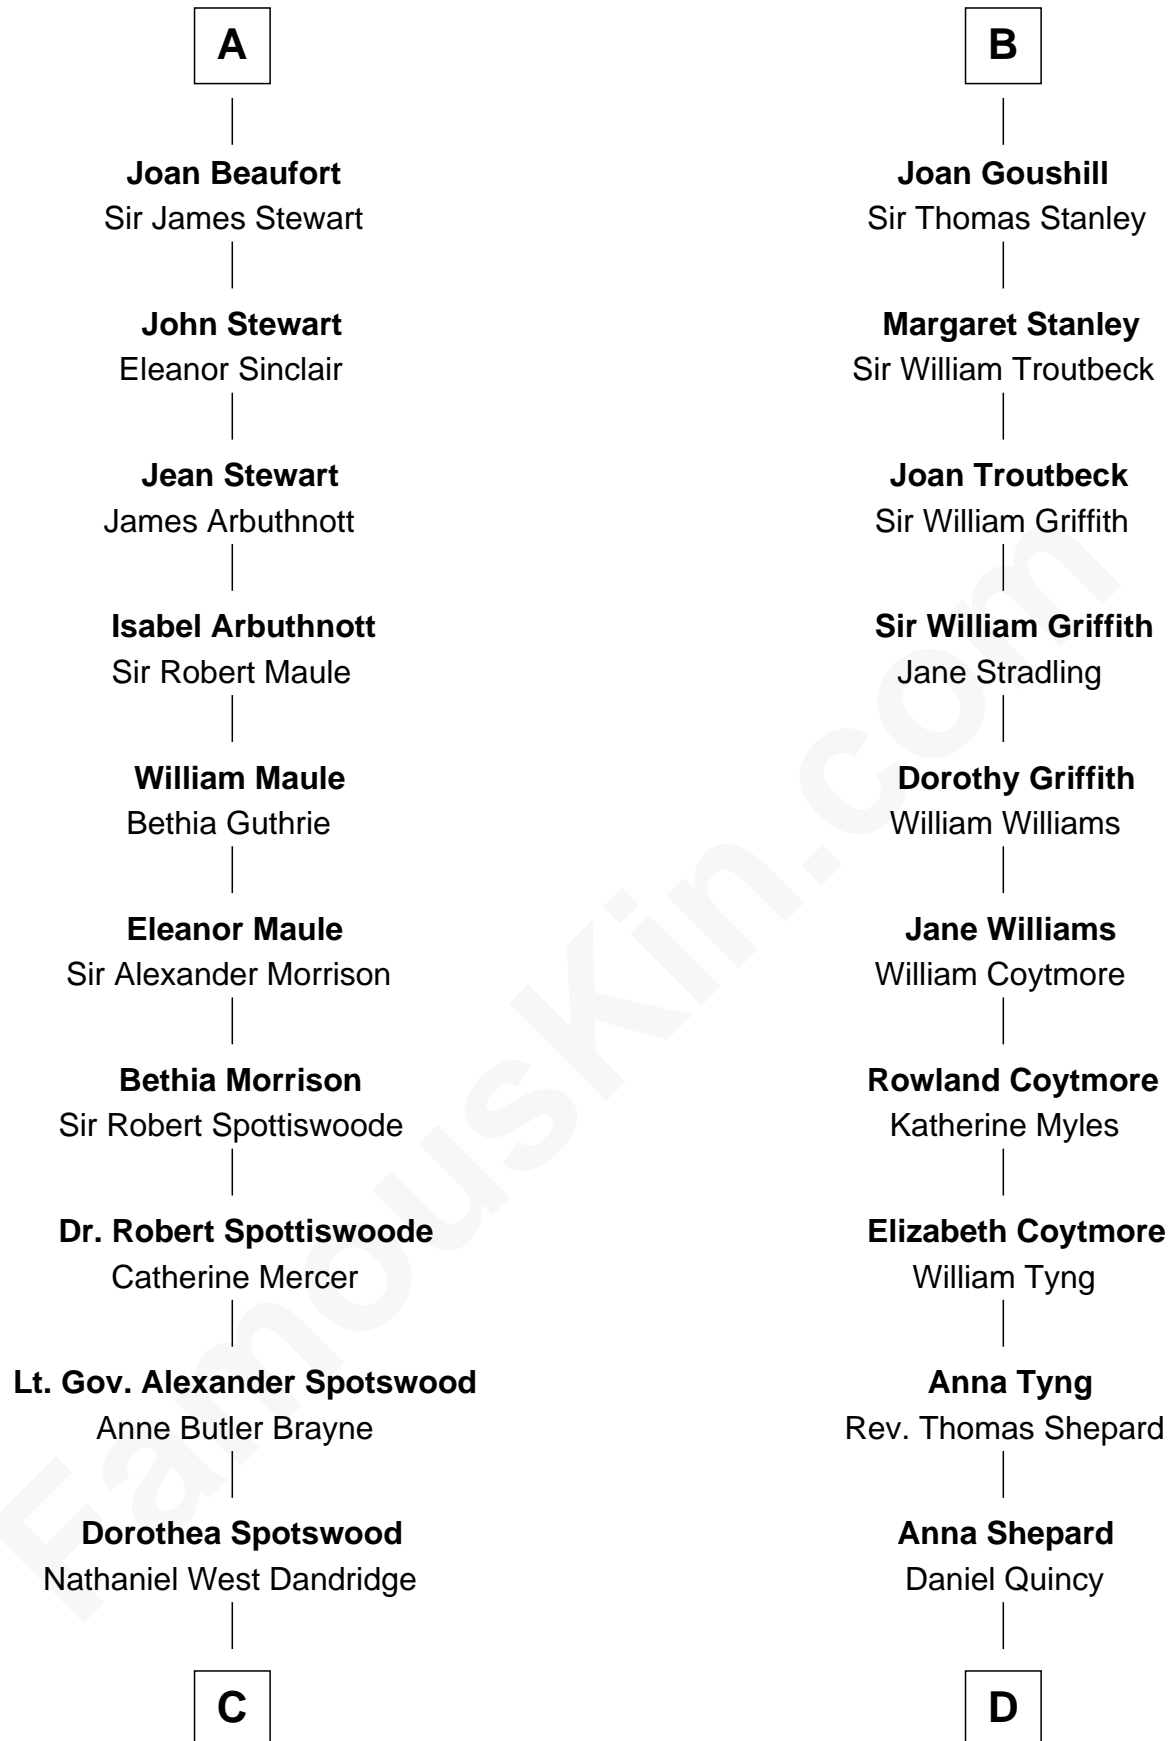 A
Joan Beaufort
Sir James Stewart
John Stewart
Eleanor Sinclair
Jean Stewart
James Arbuthnott
Isabel Arbuthnott
Sir Robert Maule
William Maule
Bethia Guthrie
Eleanor Maule
Sir Alexander Morrison
Bethia Morrison
Sir Robert Spottiswoode
Dr. Robert Spottiswoode
Catherine Mercer
Lt. Gov. Alexander Spotswood
Anne Butler Brayne
Dorothea Spotswood
Nathaniel West Dandridge
C
B
Joan Goushill
Sir Thomas Stanley
Margaret Stanley
Sir William Troutbeck
Joan Troutbeck
Sir William Griffith
Sir William Griffith
Jane Stradling
Dorothy Griffith
William Williams
Jane Williams
William Coytmore
Rowland Coytmore
Katherine Myles
Elizabeth Coytmore
William Tyng
Anna Tyng
Rev. Thomas Shepard
Anna Shepard
Daniel Quincy
D
FamousKin.com